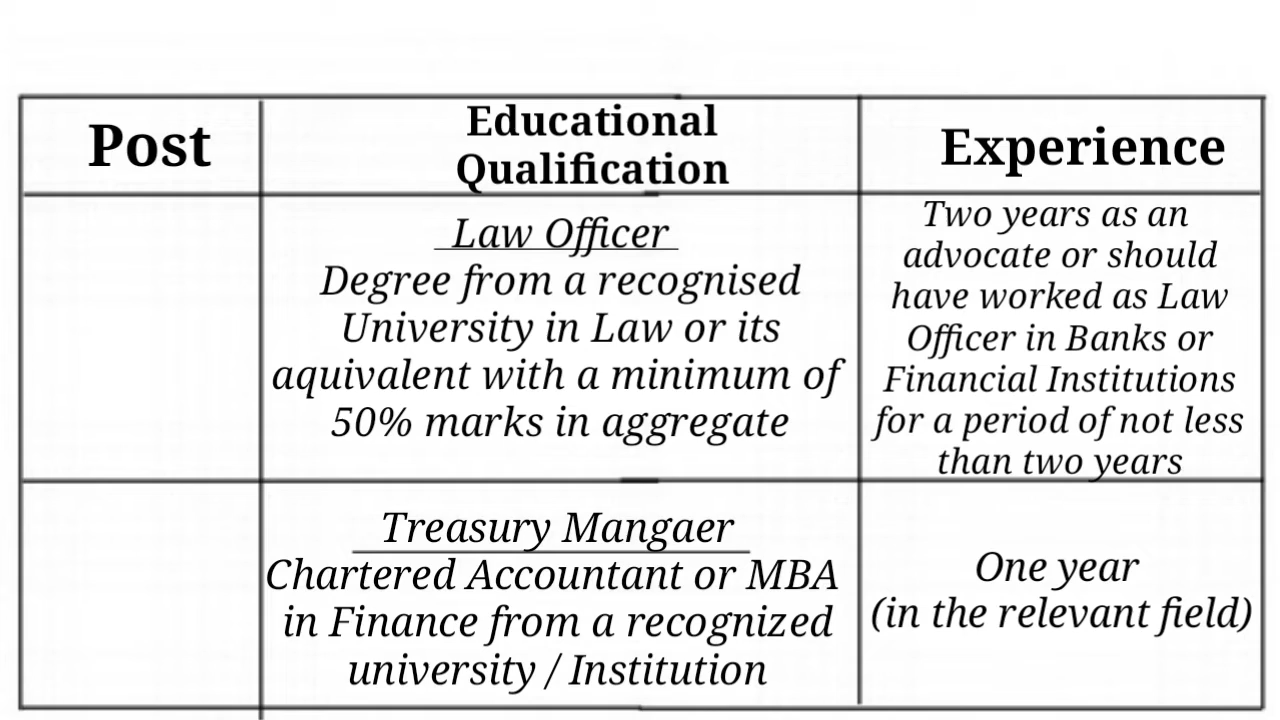 Post
Educational
Qualification
Experience
Law Officer
Degree from a recognised
University in Law or its
aquivalent with a minimum of
50% marks in aggregate
Two years as an
advocate or should
have worked as Law
Officer in Banks or
Financial Institutions
for a period of not less
than two years
Treasury Mangaer
Chartered Accountant or MBA
in Finance from a recognized
university / Institution
One year
(in the relevant field)